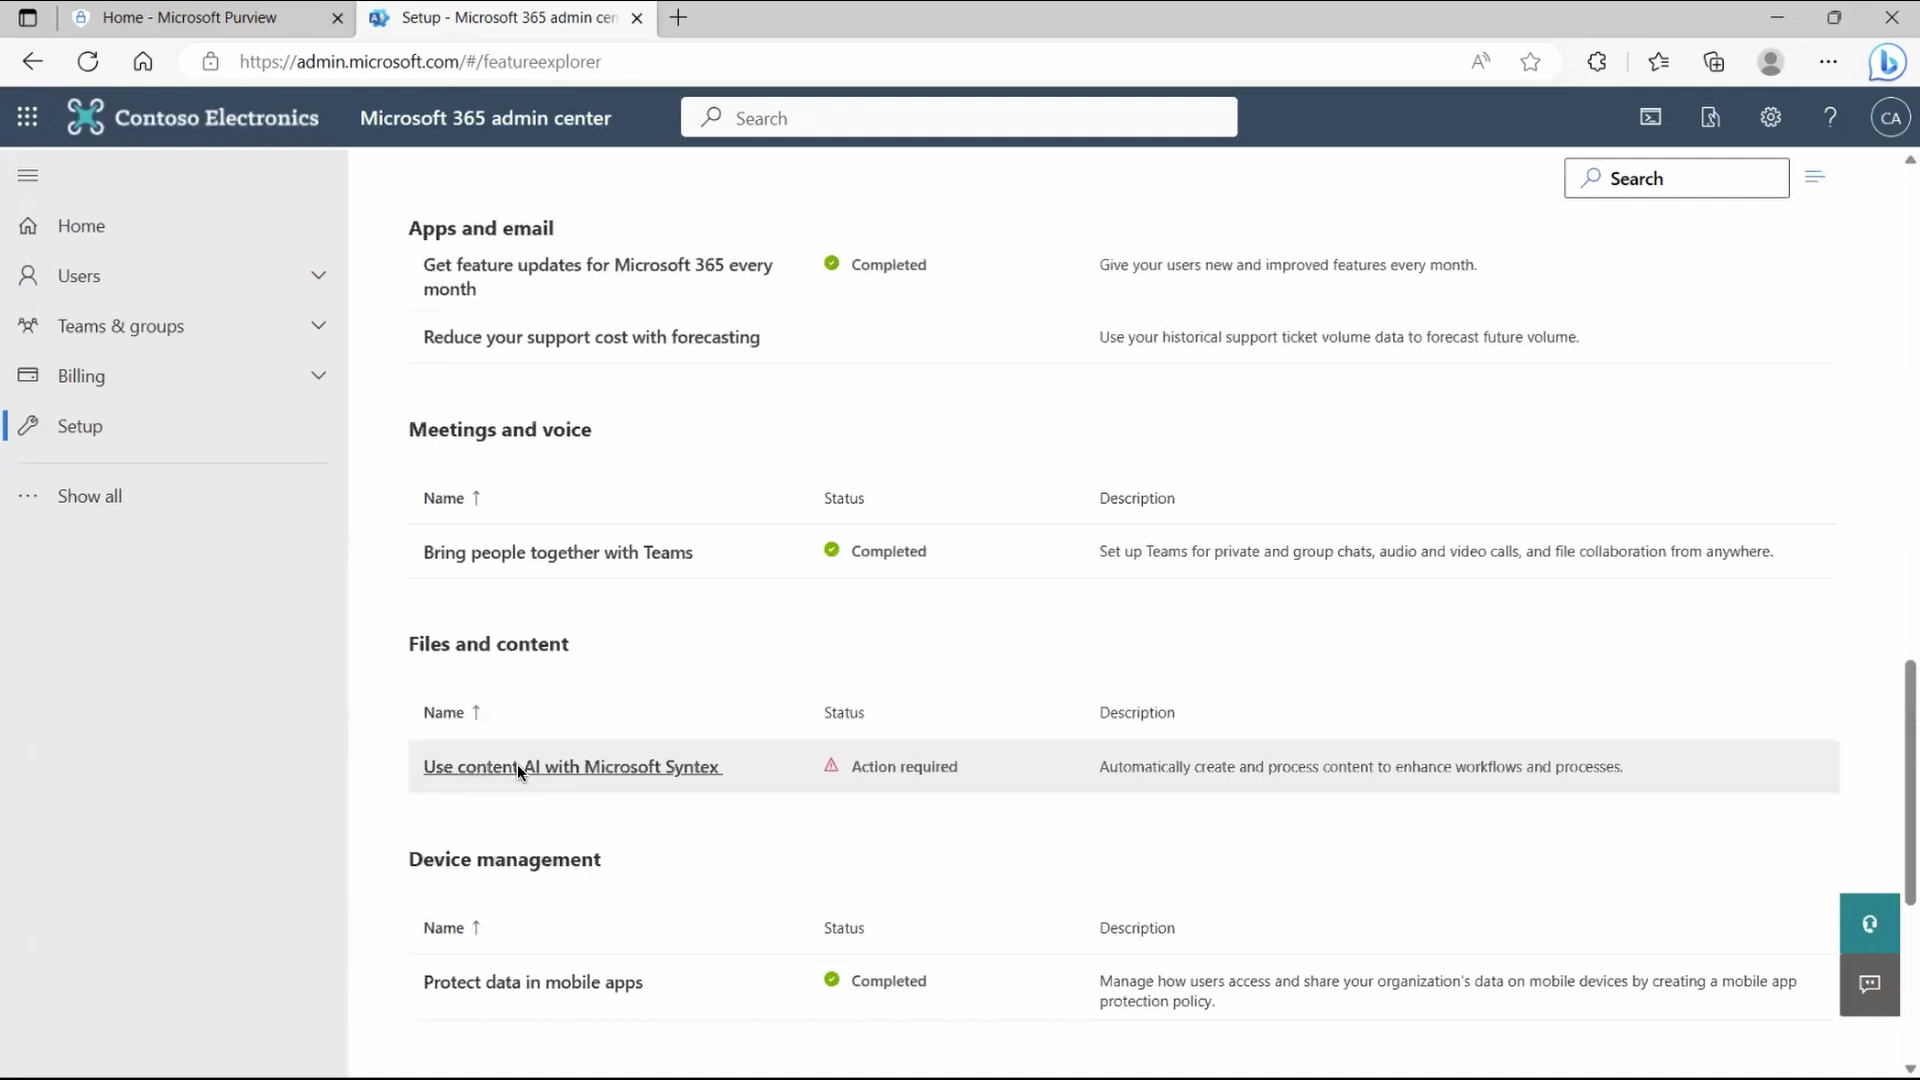 Home - Microsoft Purview
Setup - Microsoft 365 admin cen
https://admin.microsoft.com/#/featureexplorer
Contoso Electronics
Microsoft 365 admin center
Search
CA
Search
Home
Users
Teams & groups
Billing
Setup
Show all
Apps and email
Get feature updates for Microsoft 365 every
month
Completed
Give your users new and improved features every month.
Reduce your support cost with forecasting
Use your historical support ticket volume data to forecast future volume.
Meetings and voice
Name ↑
Status
Description
Bring people together with Teams
Completed
Set up Teams for private and group chats, audio and video calls, and file collaboration from anywhere.
Files and content
Name ↑
Status
Description
Use content AI with Microsoft Syntex
Action required
Automatically create and process content to enhance workflows and processes.
Device management
Name ↑
Status
Description
Protect data in mobile apps
Completed
Manage how users access and share your organization's data on mobile devices by creating a mobile app
protection policy.